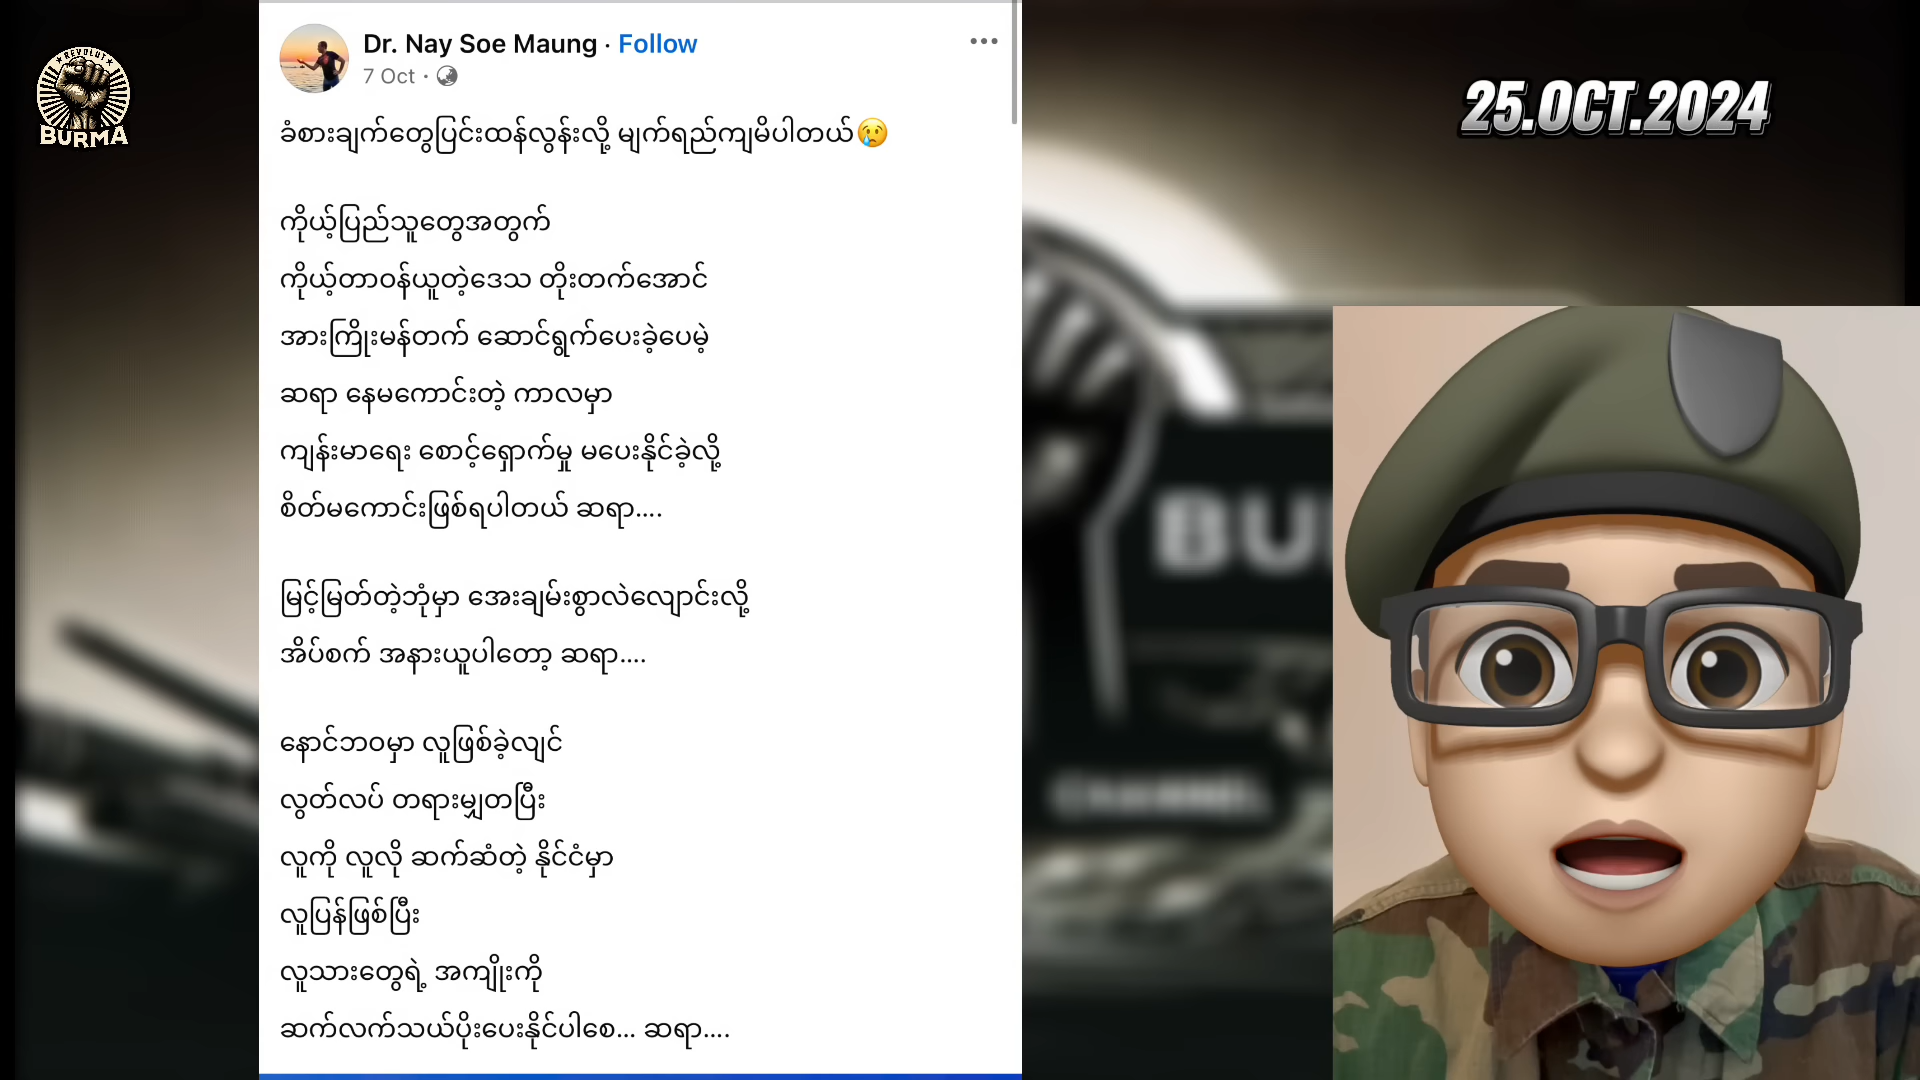 REVOLUT
BURMA
Dr. Nay Soe Maung · Follow
7 Oct ·
ခံစားချက်တွေပြင်းထန်လွန်းလို့ မျက်ရည်ကျမိပါတယ်😢
ကိုယ့်ပြည်သူတွေအတွက်
ကိုယ့်တာဝန်ယူတဲ့ဒေသ တိုးတက်အောင်
အားကြိုးမာန်တက် ဆောင်ရွက်ပေးခဲ့ပေမဲ့
ဆရာ နေမကောင်းတဲ့ ကာလမှာ
ကျန်းမာရေး စောင့်ရှောက်မှု မပေးနိုင်ခဲ့လို့
စိတ်မကောင်းဖြစ်ရပါတယ် ဆရာ....
မြင့်မြတ်တဲ့ဘုံမှာ အေးချမ်းစွာလဲလျောင်းလို့
အိပ်စက် အနားယူပါတော့ ဆရာ....
နောင်ဘဝမှာ လူဖြစ်ခဲ့လျင်
လွတ်လပ် တရားမျှတပြီး
လူကို လူလို ဆက်ဆံတဲ့ နိုင်ငံမှာ
လူပြန်ဖြစ်ပြီး
လူသားတွေရဲ့ အကျိုးကို
ဆက်လက်သယ်ပိုးပေးနိုင်ပါစေ... ဆရာ....
25.OCT.2024
BU
CHANNEL